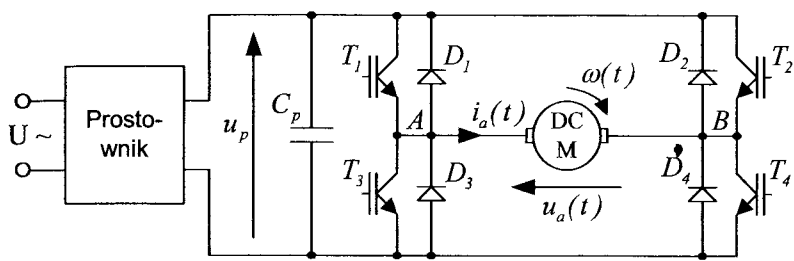 U ~
Prosto-
wnik
u_p
C_p
T_1
D_1
A
i_a(t)
DC
M
ω(t)
D_2
T_2
B
T_3
D_3
u_a(t)
D_4
T_4